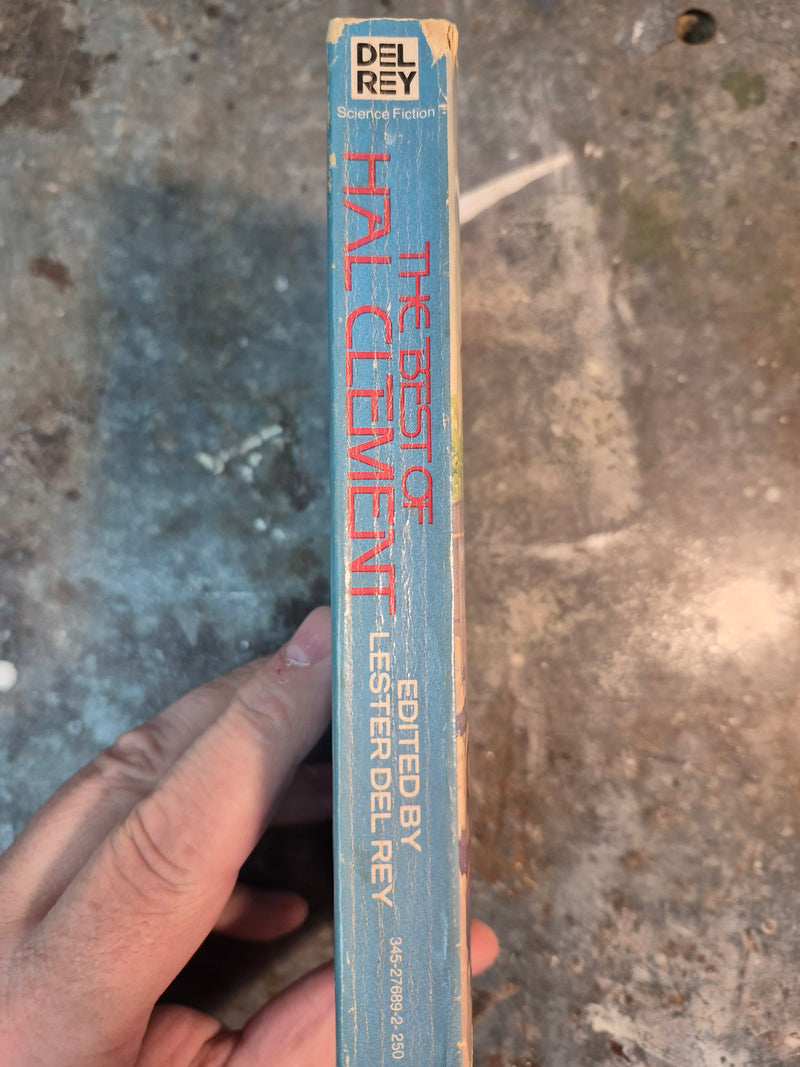 DEL
REY
Science Fiction
THE BEST OF
HAL CLEMENT
EDITED BY
LESTER DEL REY
345-27689-2 250